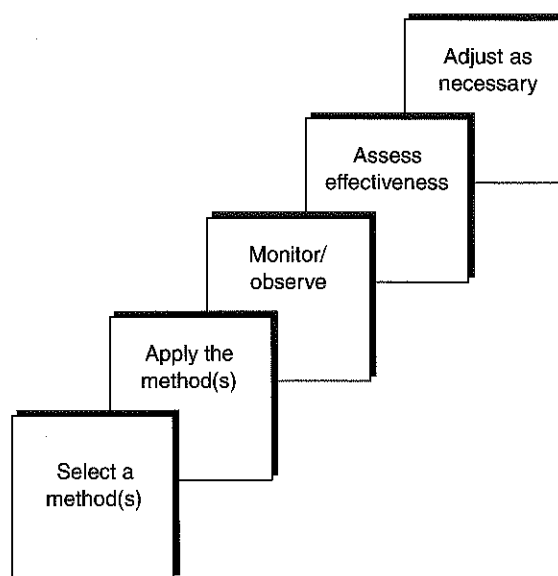 Adjust as
necessary
Assess
effectiveness
Monitor/
observe
Apply the
method(s)
Select a
method(s)